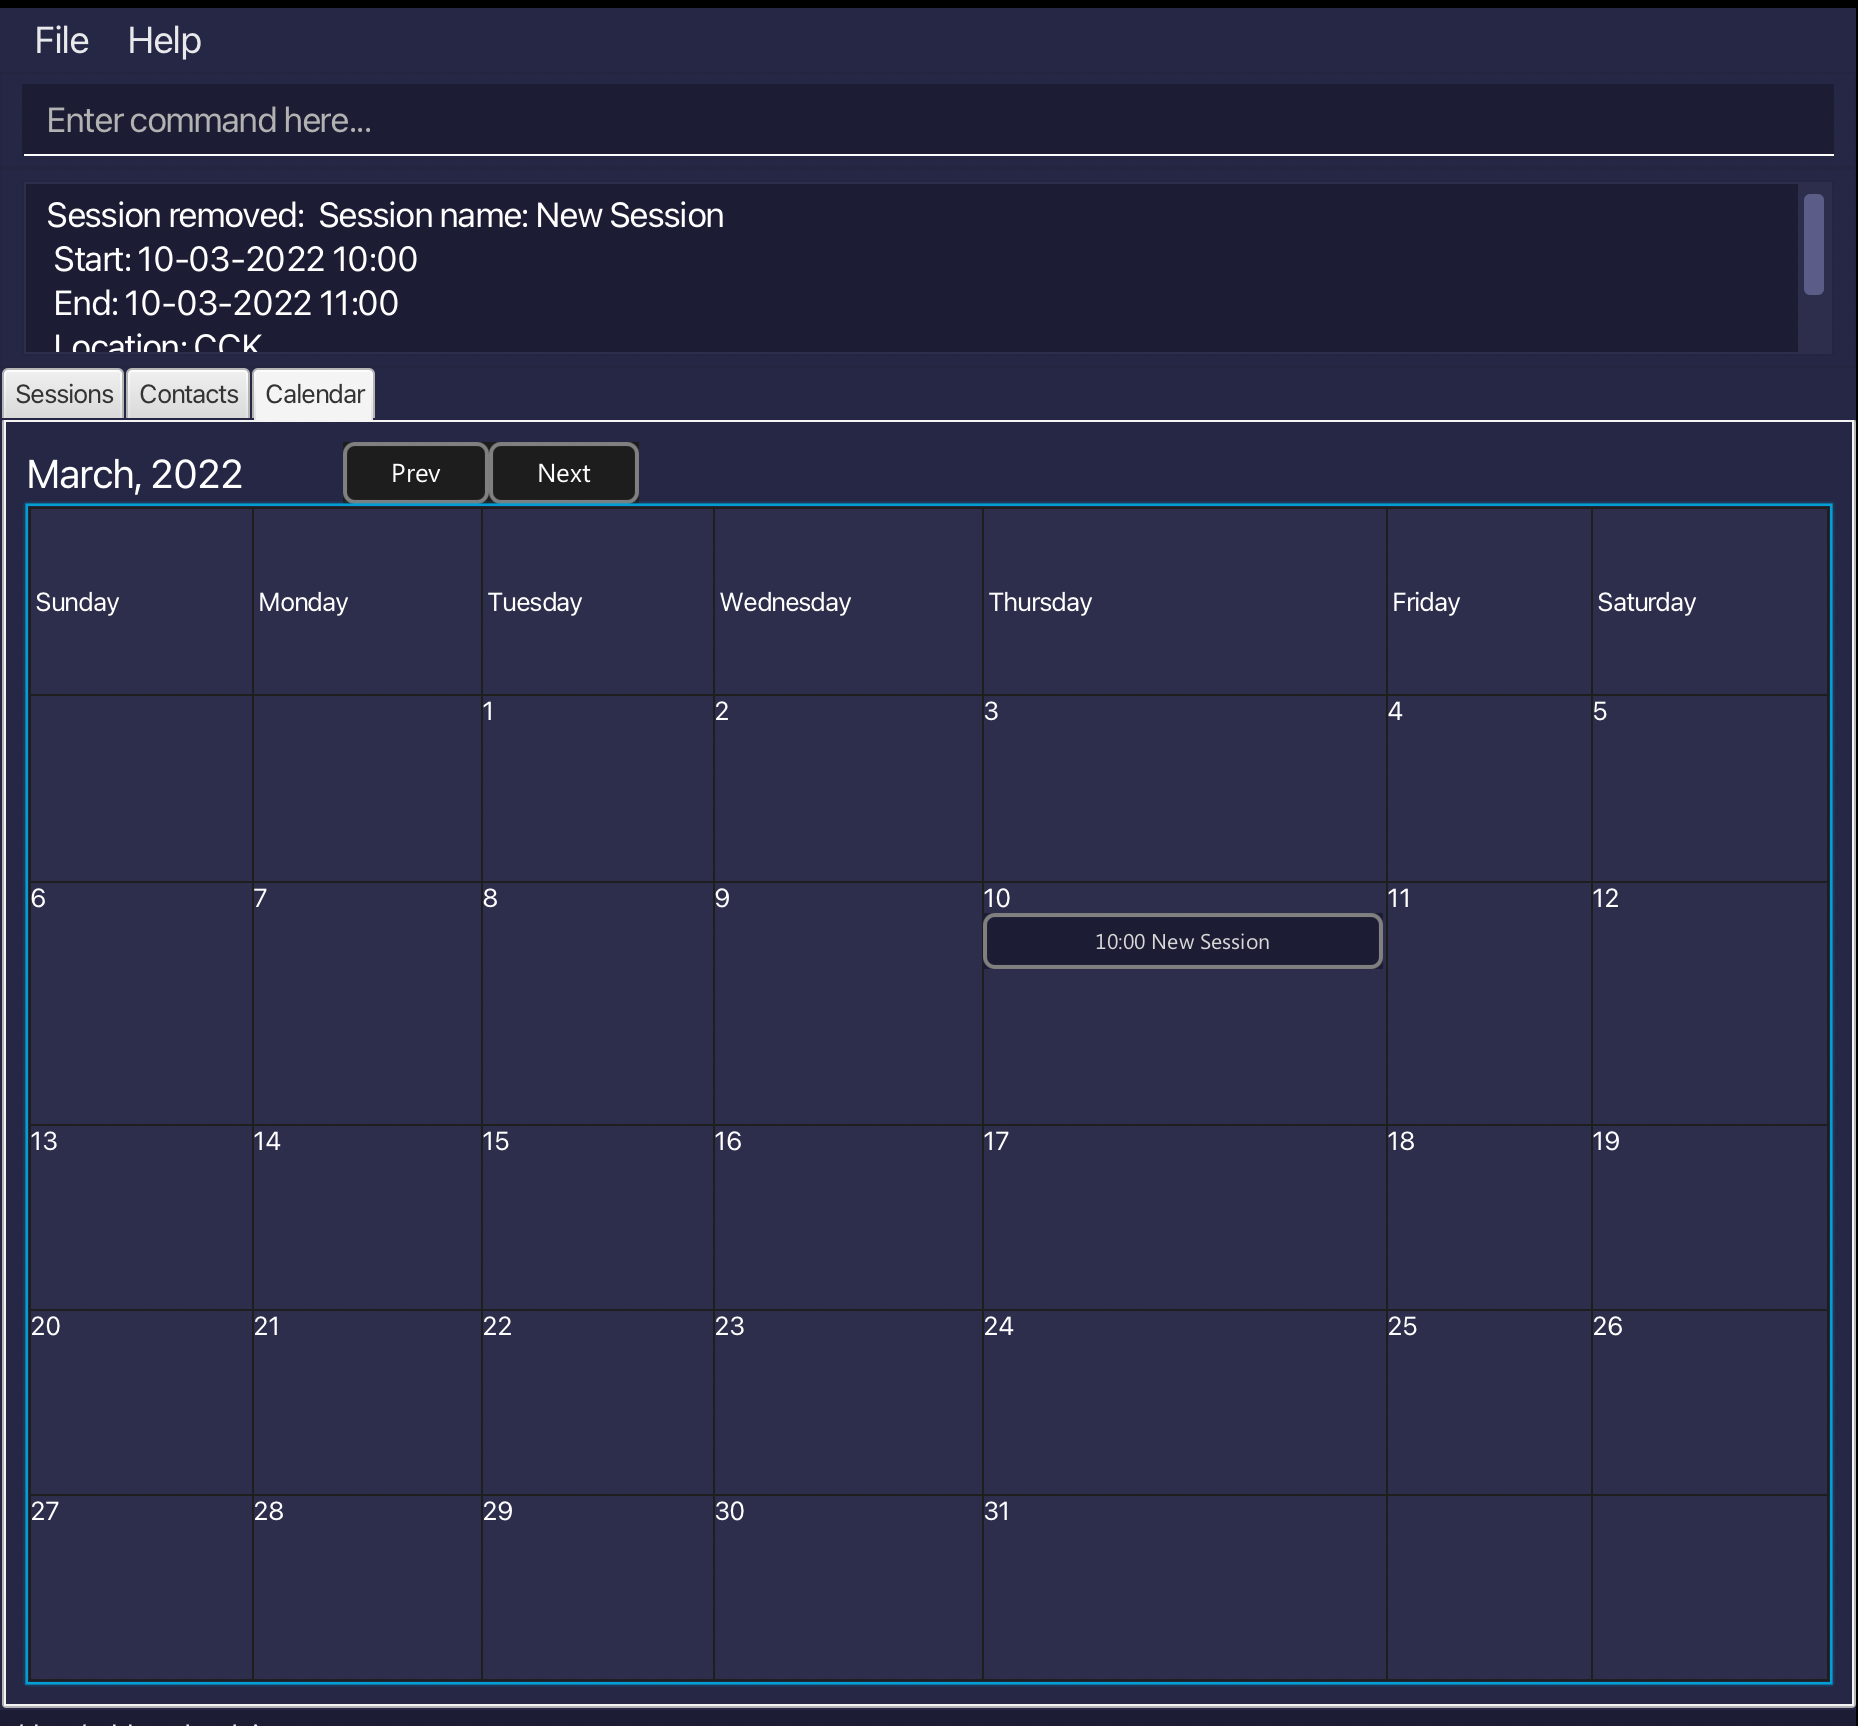 File Help
Enter command here...
Session removed:  Session name: New Session
Start: 10-03-2022 10:00
End: 10-03-2022 11:00
Location: CCK
Sessions Contacts Calendar
March, 2022 Prev Next
Sunday Monday Tuesday Wednesday Thursday Friday Saturday
1 2 3 4 5
6 7 8 9 10 11 12
10:00 New Session
13 14 15 16 17 18 19
20 21 22 23 24 25 26
27 28 29 30 31